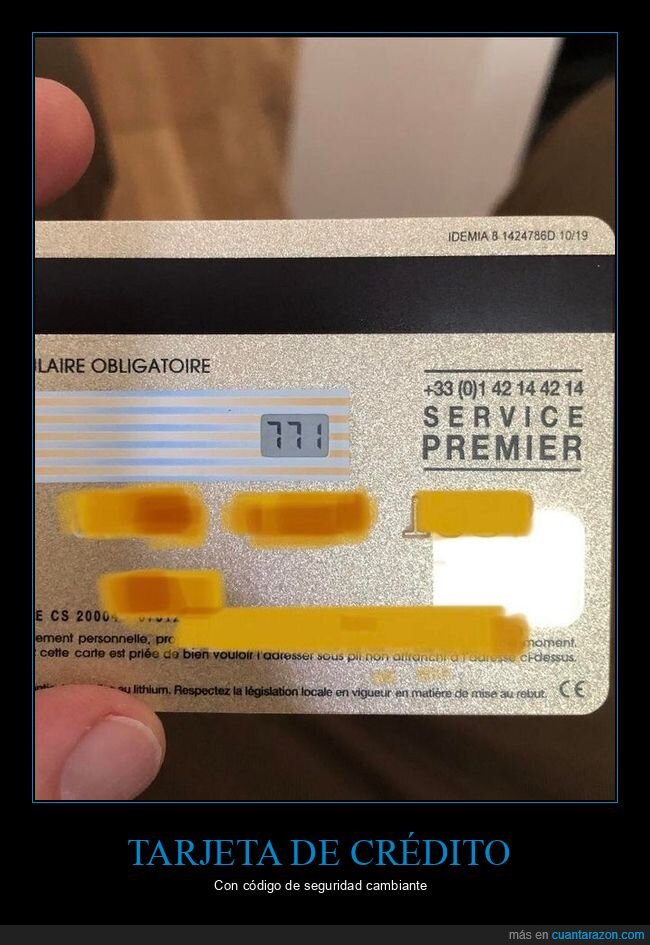 IDEMIA 8 1424786D 10/19
LAIRE OBLIGATOIRE
+33 (0)1 42 14 42 14
SERVICE
PREMIER
771
E CS 2000
ement personnelle, moment.
cette carte est priée de bien vouloir l'adresser sous pli non affranchi à l'adresse ci-dessus.
au lithium. Respectez la législation locale en vigueur en matière de mise au rebut. CE
TARJETA DE CRÉDITO
Con código de seguridad cambiante
más en cuantarazon.com